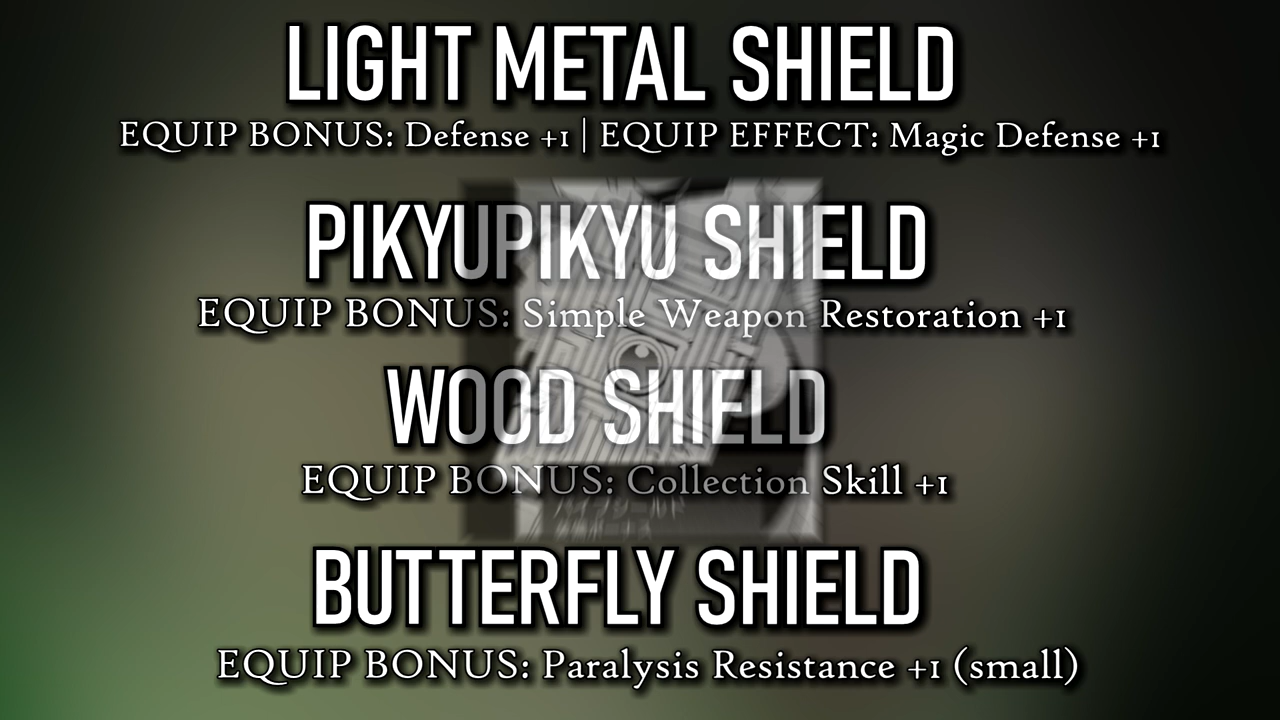 LIGHT METAL SHIELD
EQUIP BONUS: Defense +1 | EQUIP EFFECT: Magic Defense +1
PIKYUPIKYU SHIELD
EQUIP BONUS: Simple Weapon Restoration +1
WOOD SHIELD
EQUIP BONUS: Collection Skill +1
BUTTERFLY SHIELD
EQUIP BONUS: Paralysis Resistance +1 (small)